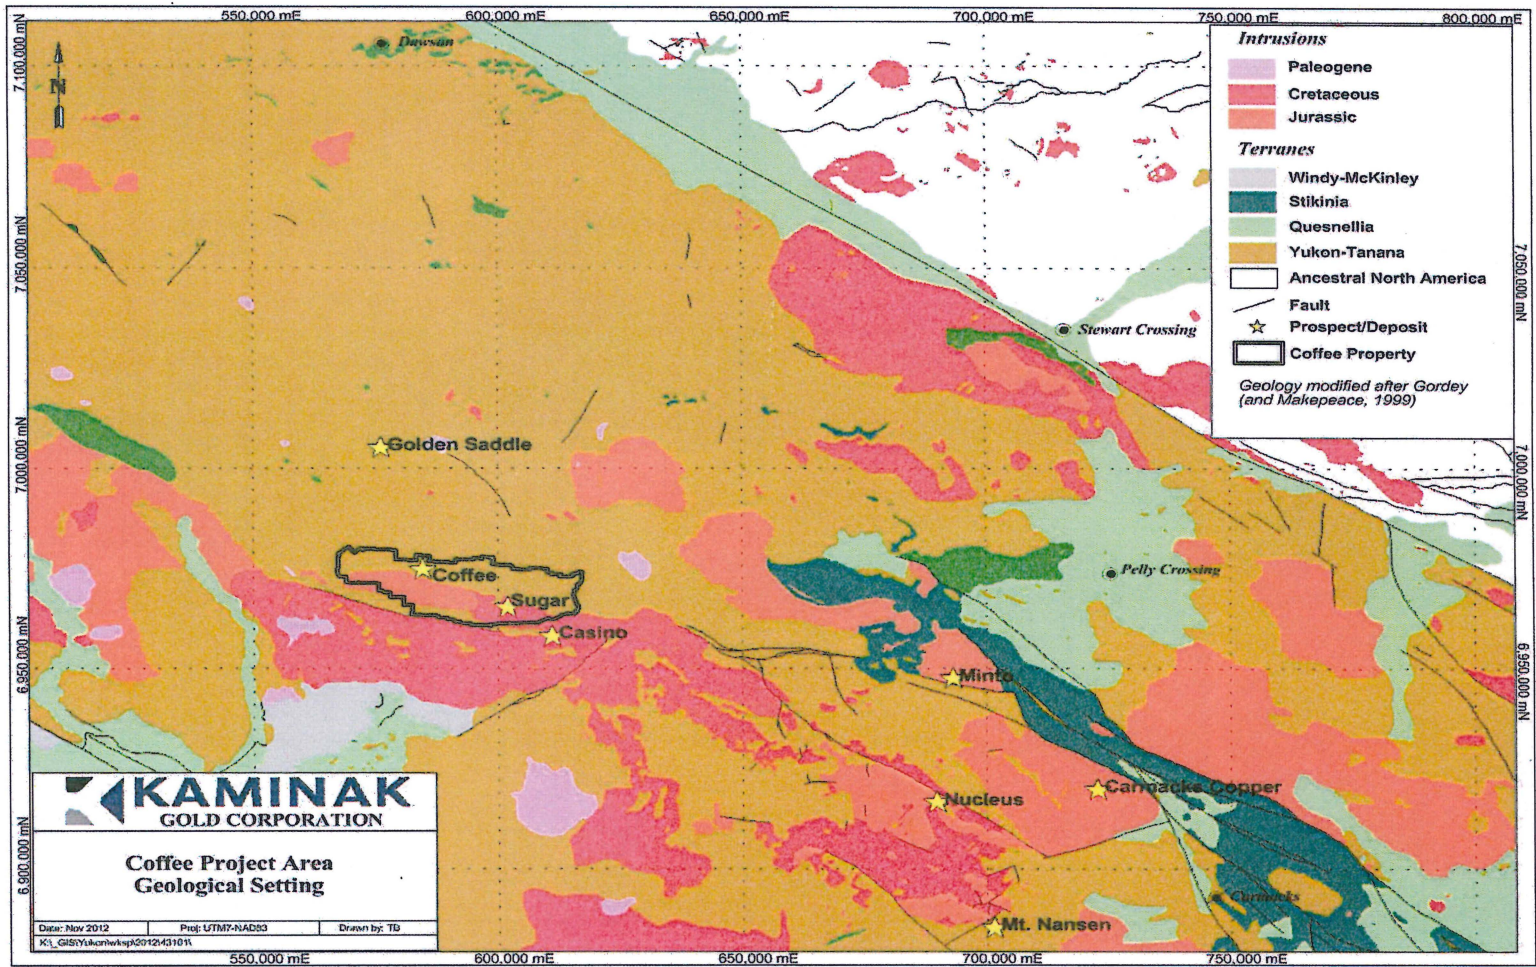 550,000 mE 600,000 mE 650,000 mE 700,000 mE 750,000 mE 800,000 mE
7,100,000 mN
7,050,000 mN
7,000,000 mN
6,950,000 mN
6,900,000 mN
N
Dawson
Stewart Crossing
Golden Saddle
Coffee
Sugar
Casino
Pelly Crossing
Minto
Nucleus
Carmacks Copper
Carmacks
Mt. Nansen
Intrusions
Paleogene
Cretaceous
Jurassic
Terranes
Windy-McKinley
Stikinia
Quesnellia
Yukon-Tanana
Ancestral North America
Fault
Prospect/Deposit
Coffee Property
Geology modified after Gordey
(and Makepeace, 1999)
7,050,000 mN
7,000,000 mN
6,950,000 mN
KAMINAK
GOLD CORPORATION
Coffee Project Area
Geological Setting
Date: Nov 2012 Proj: UTM7-NAD83 Drawn by: TB
K:\_GIS\Yukon\wksp\2012\43101\
550,000 mE 600,000 mE 650,000 mE 700,000 mE 750,000 mE